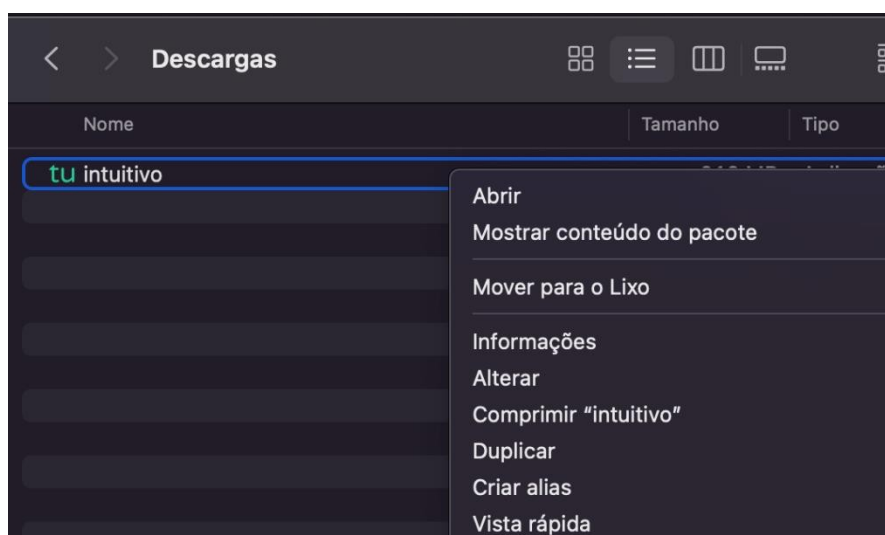 Descargas
Nome Tamanho Tipo
tu intuitivo
Abrir
Mostrar conteúdo do pacote
Mover para o Lixo
Informações
Alterar
Comprimir “intuitivo”
Duplicar
Criar alias
Vista rápida